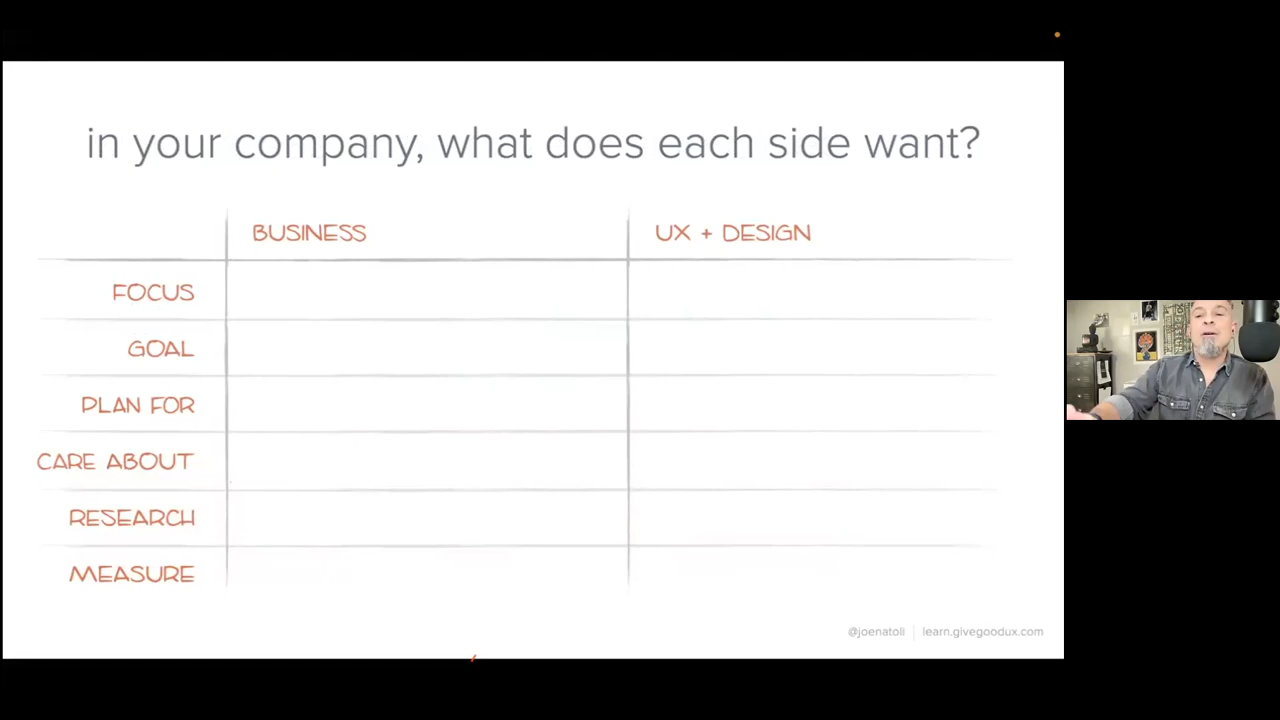 in your company, what does each side want?
BUSINESS
UX + DESIGN
FOCUS
GOAL
PLAN FOR
CARE ABOUT
RESEARCH
MEASURE
@joenatoli
learn.givegoodux.com